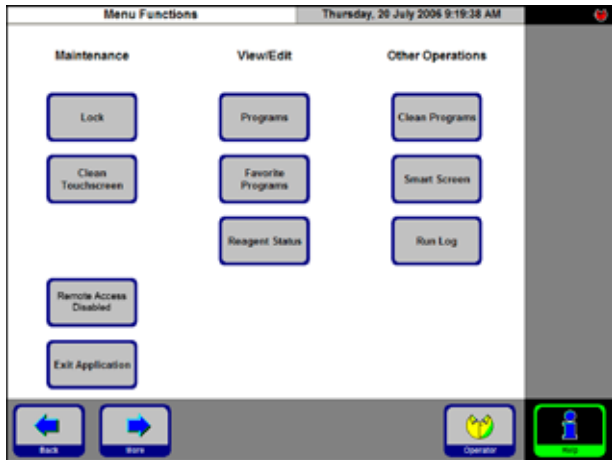 Menu Functions
Thursday, 20 July 2006 9:19:38 AM
Maintenance
View/Edit
Other Operations
Lock
Programs
Clean Programs
Clean
Touchscreen
Favorite
Programs
Smart Screen
Reagent Status
Run Log
Remote Access
Disabled
Exit Application
Back
More
Operator
Help